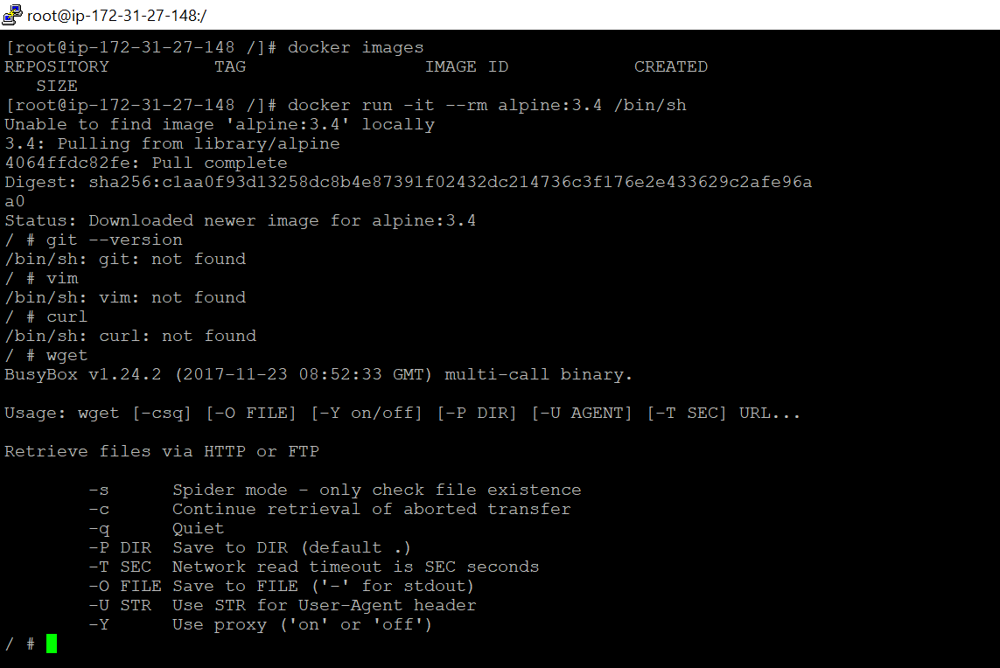 root@ip-172-31-27-148:/
[root@ip-172-31-27-148 /]# docker images
REPOSITORY          TAG                 IMAGE ID            CREATED
   SIZE
[root@ip-172-31-27-148 /]# docker run -it --rm alpine:3.4 /bin/sh
Unable to find image 'alpine:3.4' locally
3.4: Pulling from library/alpine
4064ffdc82fe: Pull complete
Digest: sha256:c1aa0f93d13258dc8b4e87391f02432dc214736c3f176e2e433629c2afe96a
a0
Status: Downloaded newer image for alpine:3.4
/ # git --version
/bin/sh: git: not found
/ # vim
/bin/sh: vim: not found
/ # curl
/bin/sh: curl: not found
/ # wget
BusyBox v1.24.2 (2017-11-23 08:52:33 GMT) multi-call binary.
Usage: wget [-csq] [-O FILE] [-Y on/off] [-P DIR] [-U AGENT] [-T SEC] URL...
Retrieve files via HTTP or FTP
        -s      Spider mode - only check file existence
        -c      Continue retrieval of aborted transfer
        -q      Quiet
        -P DIR  Save to DIR (default .)
        -T SEC  Network read timeout is SEC seconds
        -O FILE Save to FILE ('-' for stdout)
        -U STR  Use STR for User-Agent header
        -Y      Use proxy ('on' or 'off')
/ #